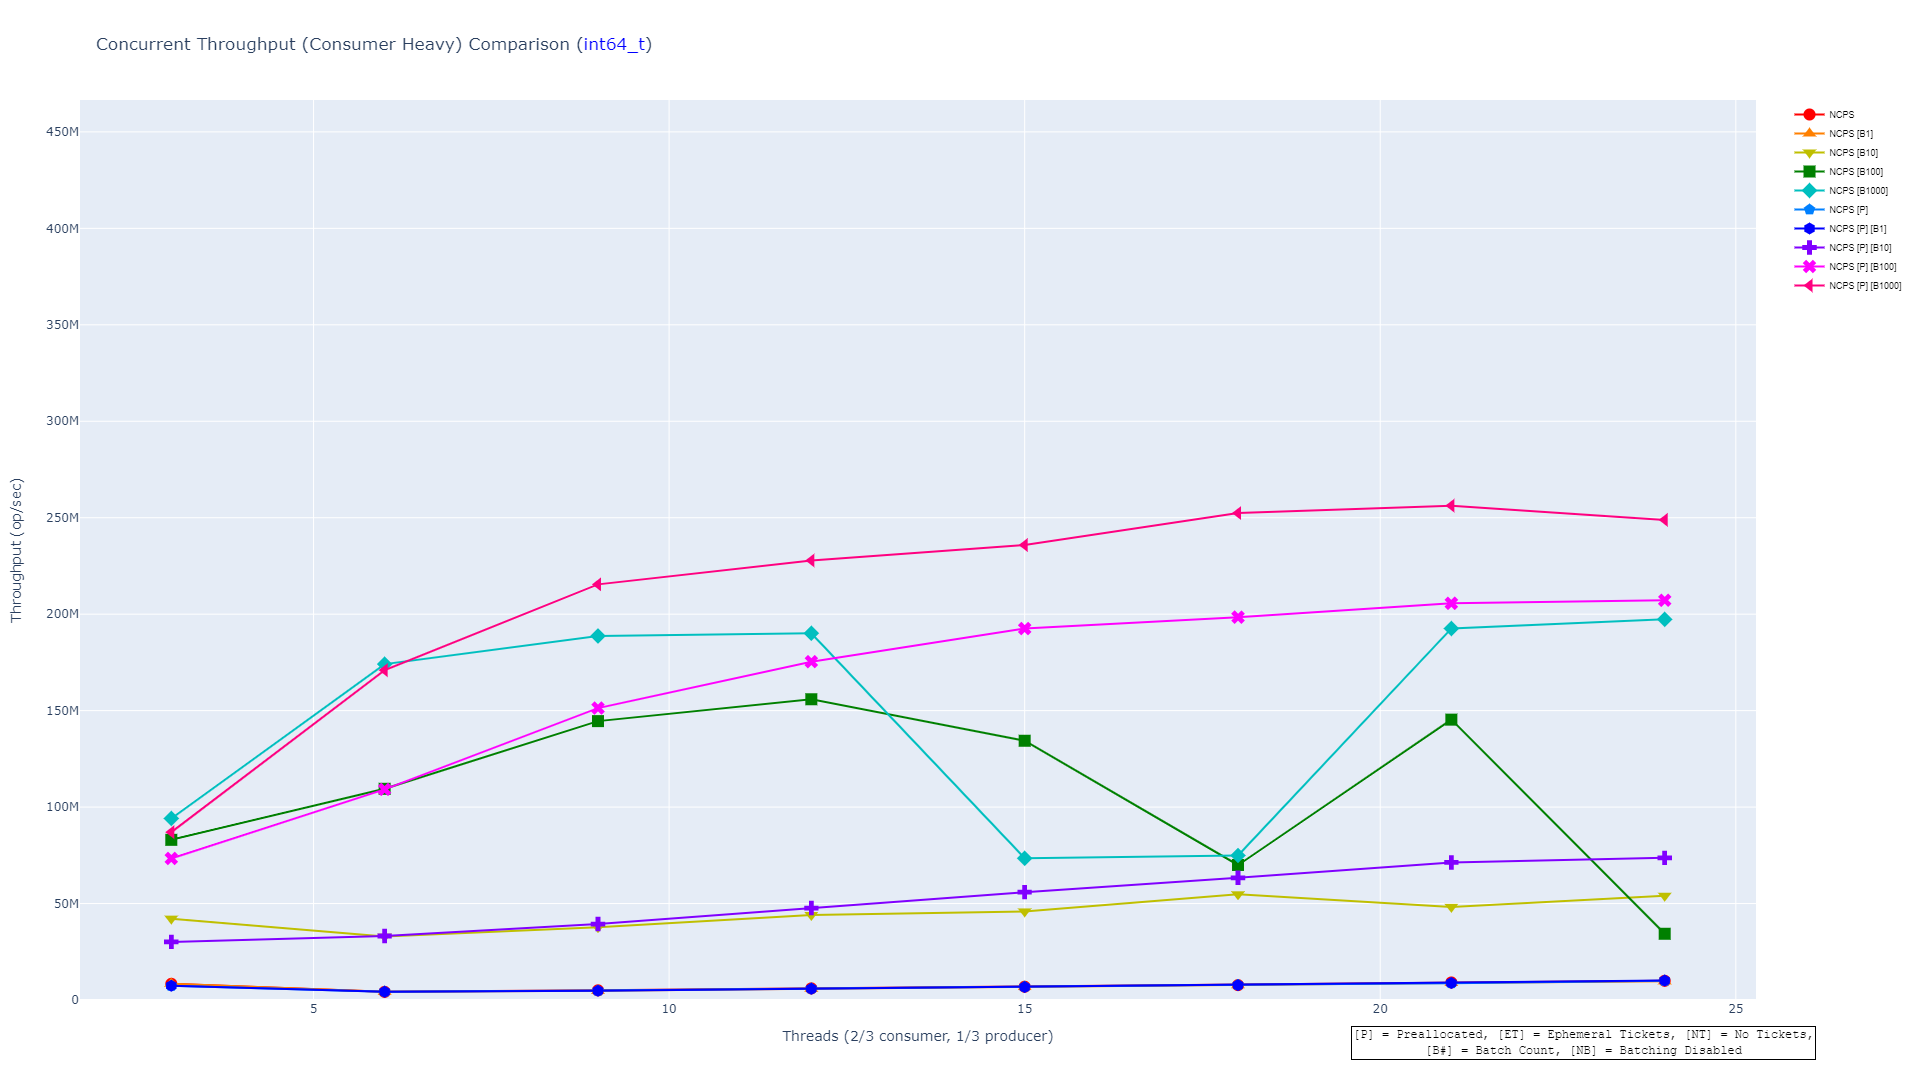 Concurrent Throughput (Consumer Heavy) Comparison (int64_t)
NCPS
NCPS [B1]
NCPS [B10]
NCPS [B100]
NCPS [B1000]
NCPS [P]
NCPS [P] [B1]
NCPS [P] [B10]
NCPS [P] [B100]
NCPS [P] [B1000]
Throughput (op/sec)
450M
400M
350M
300M
250M
200M
150M
100M
50M
0
5 10 15 20 25
Threads (2/3 consumer, 1/3 producer)
[P] = Preallocated, [ET] = Ephemeral Tickets, [NT] = No Tickets,
[B#] = Batch Count, [NB] = Batching Disabled